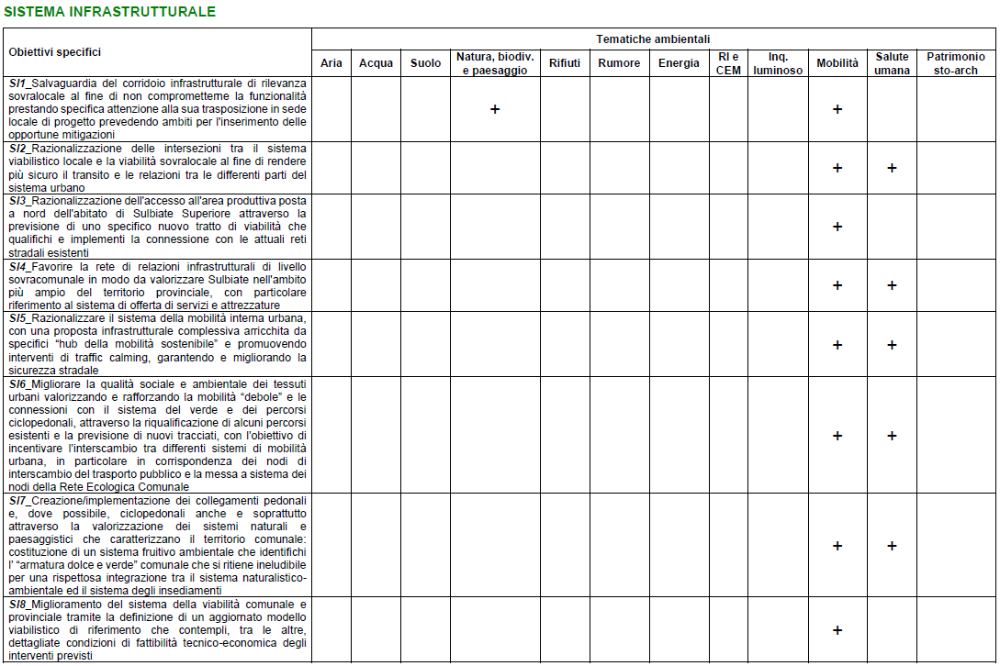 SISTEMA INFRASTRUTTURALE
Obiettivi specifici
Tematiche ambientali
Aria
Acqua
Suolo
Natura, biodiv.
e paesaggio
Rifiuti
Rumore
Energia
RI e
CEM
Inq.
luminoso
Mobilità
Salute
umana
Patrimonio
sto-arch
SI1_Salvaguardia del corridoio infrastrutturale di rilevanza
sovralocale al fine di non comprometterne la funzionalità
prestando specifica attenzione alla sua trasposizione in sede
locale di progetto prevedendo ambiti per l'inserimento delle
opportune mitigazioni
+ +
SI2_Razionalizzazione delle intersezioni tra il sistema
viabilistico locale e la viabilità sovralocale al fine di rendere
più sicuro il transito e le relazioni tra le differenti parti del
sistema urbano
+ +
SI3_Razionalizzazione dell'accesso all'area produttiva posta
a nord dell'abitato di Sulbiate Superiore attraverso la
previsione di uno specifico nuovo tratto di viabilità che
qualifichi e implementi la connessione con le attuali reti
stradali esistenti
+
SI4_Favorire la rete di relazioni infrastrutturali di livello
sovracomunale in modo da valorizzare Sulbiate nell'ambito
più ampio del territorio provinciale, con particolare
riferimento al sistema di offerta di servizi e attrezzature
+ +
SI5_Razionalizzare il sistema della mobilità interna urbana,
con una proposta infrastrutturale complessiva arricchita da
specifici “hub della mobilità sostenibile” e promuovendo
interventi di traffic calming, garantendo e migliorando la
sicurezza stradale
+ +
SI6_Migliorare la qualità sociale e ambientale dei tessuti
urbani valorizzando e rafforzando la mobilità “debole” e le
connessioni con il sistema del verde e dei percorsi
ciclopedonali, attraverso la riqualificazione di alcuni percorsi
esistenti e la previsione di nuovi tracciati, con l’obiettivo di
incentivare l’interscambio tra differenti sistemi di mobilità
urbana, in particolare in corrispondenza dei nodi di
interscambio del trasporto pubblico e la messa a sistema dei
nodi della Rete Ecologica Comunale
+ +
SI7_Creazione/implementazione dei collegamenti pedonali
e, dove possibile, ciclopedonali anche e soprattutto
attraverso la valorizzazione dei sistemi naturali e
paesaggistici che caratterizzano il territorio comunale:
costituzione di un sistema fruitivo ambientale che identifichi
l’ “armatura dolce e verde” comunale che si ritiene ineludibile
per una rispettosa integrazione tra il sistema naturalistico-
ambientale ed il sistema degli insediamenti
+ +
SI8_Miglioramento del sistema della viabilità comunale e
provinciale tramite la definizione di un aggiornato modello
viabilistico di riferimento che contempli, tra le altre,
dettagliate condizioni di fattibilità tecnico-economica degli
interventi previsti
+